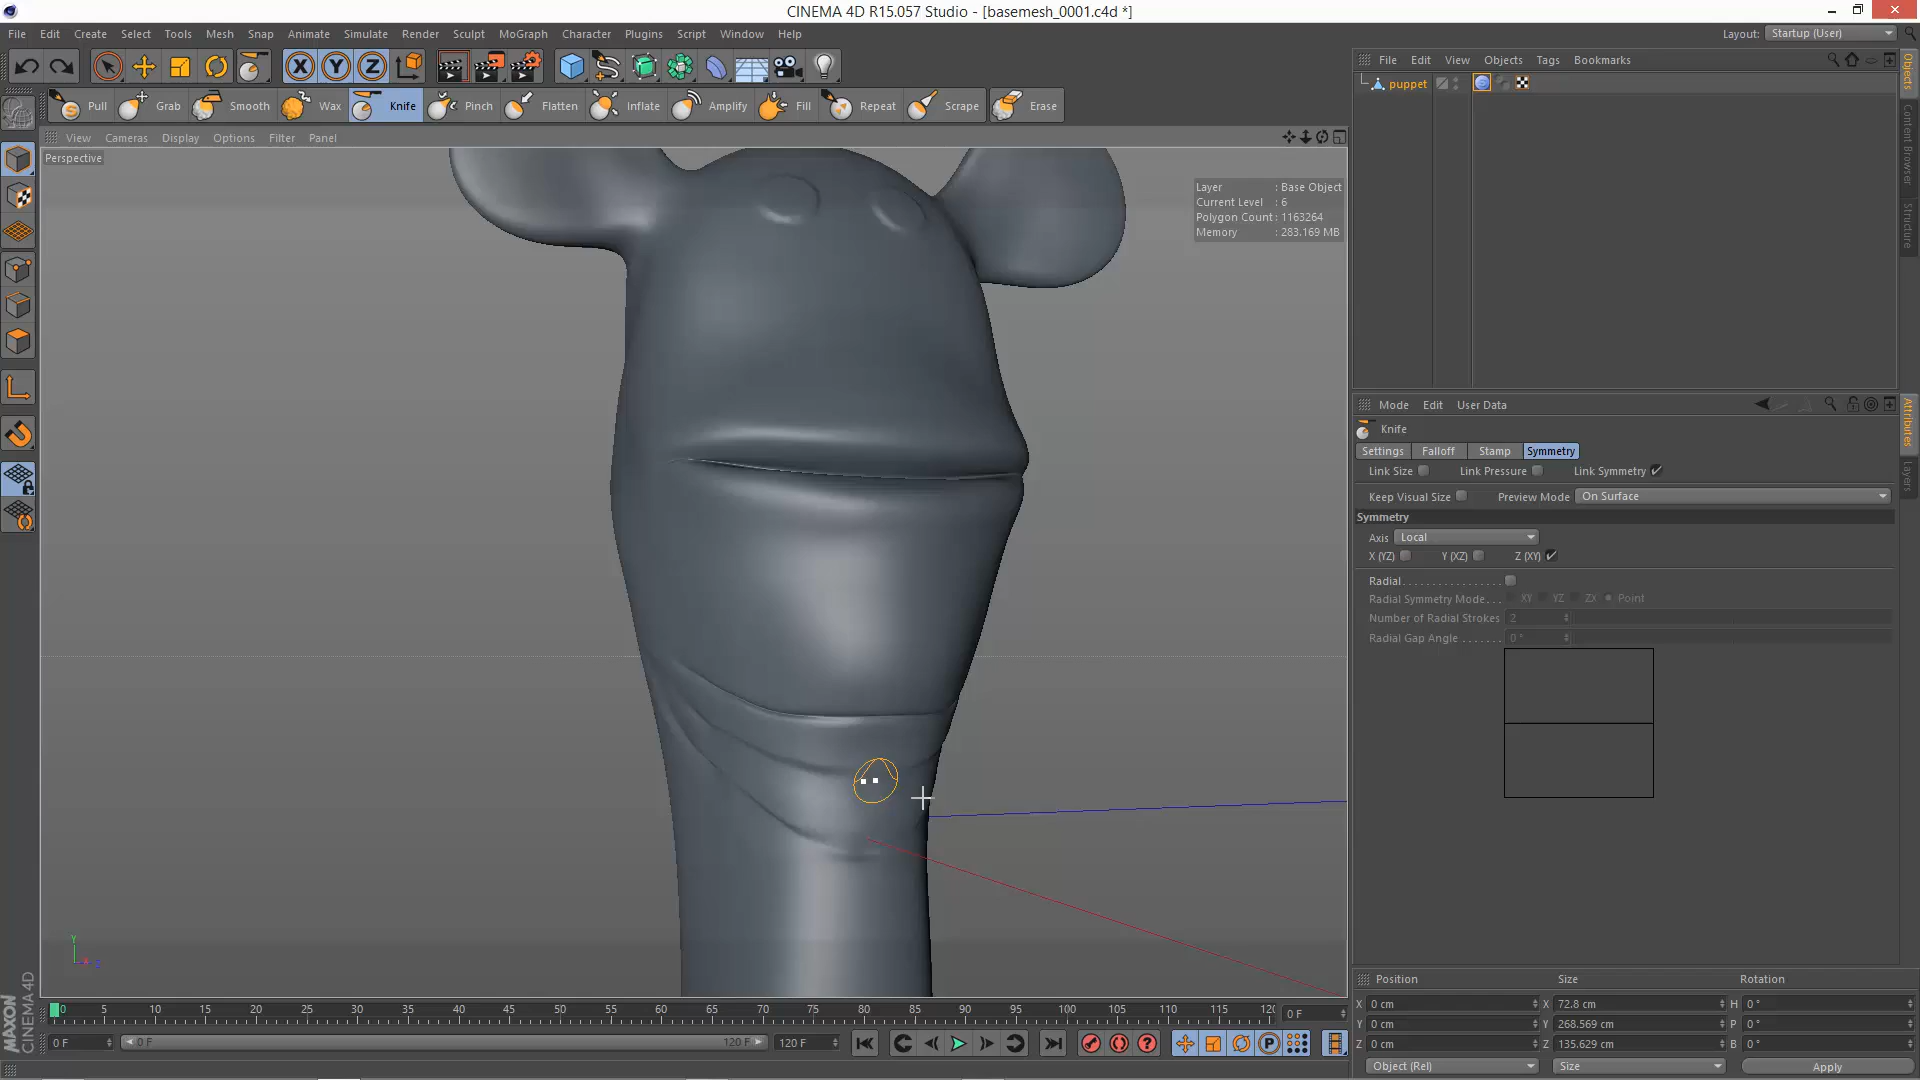 CINEMA 4D R15.057 Studio - [basemesh_0001.c4d *]
File Edit Create Select Tools Mesh Snap Animate Simulate Render Sculpt MoGraph Character Plugins Script Window Help
Layout: Startup (User)
X Y Z
File Edit View Objects Tags Bookmarks
puppet
Pull Grab Smooth Wax Knife Pinch Flatten Inflate Amplify Fill Repeat Scrape Erase
View Cameras Display Options Filter Panel
Perspective
Layer : Base Object
Current Level : 6
Polygon Count : 1163264
Memory : 283.169 MB
Objects
Content Browser
Structure
Mode Edit User Data
Knife
Settings Falloff Stamp Symmetry
Link Size Link Pressure Link Symmetry
Keep Visual Size Preview Mode On Surface
Symmetry
Axis Local
X (YZ) Y (XZ) Z (XY)
Radial
Radial Symmetry Mode... XY YZ ZX Point
Number of Radial Strokes 2
Radial Gap Angle ....... 0 °
Attributes
Layers
Y
X Z
MAXON CINEMA 4D
0 5 10 15 20 25 30 35 40 45 50 55 60 65 70 75 80 85 90 95 100 105 110 115 120 0 F
0 F 0 F 120 F 120 F
Position Size Rotation
X 0 cm X 72.8 cm H 0 °
Y 0 cm Y 268.569 cm P 0 °
Z 0 cm Z 135.629 cm B 0 °
Object (Rel) Size Apply